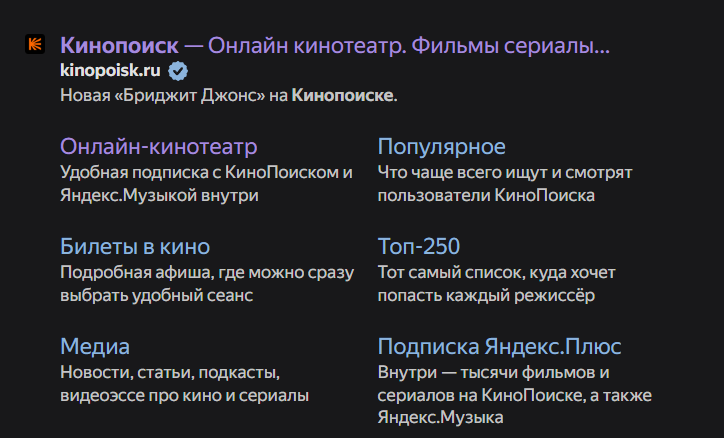 Кинопоиск — Онлайн кинотеатр. Фильмы сериалы...
kinopoisk.ru
Новая «Бриджит Джонс» на Кинопоиске.
Онлайн-кинотеатр
Удобная подписка с КиноПоиском и
Яндекс.Музыкой внутри
Популярное
Что чаще всего ищут и смотрят
пользователи КиноПоиска
Билеты в кино
Подробная афиша, где можно сразу
выбрать удобный сеанс
Топ-250
Тот самый список, куда хочет
попасть каждый режиссёр
Медиа
Новости, статьи, подкасты,
видеоэссе про кино и сериалы
Подписка Яндекс.Плюс
Внутри — тысячи фильмов и
сериалов на КиноПоиске, а также
Яндекс.Музыка